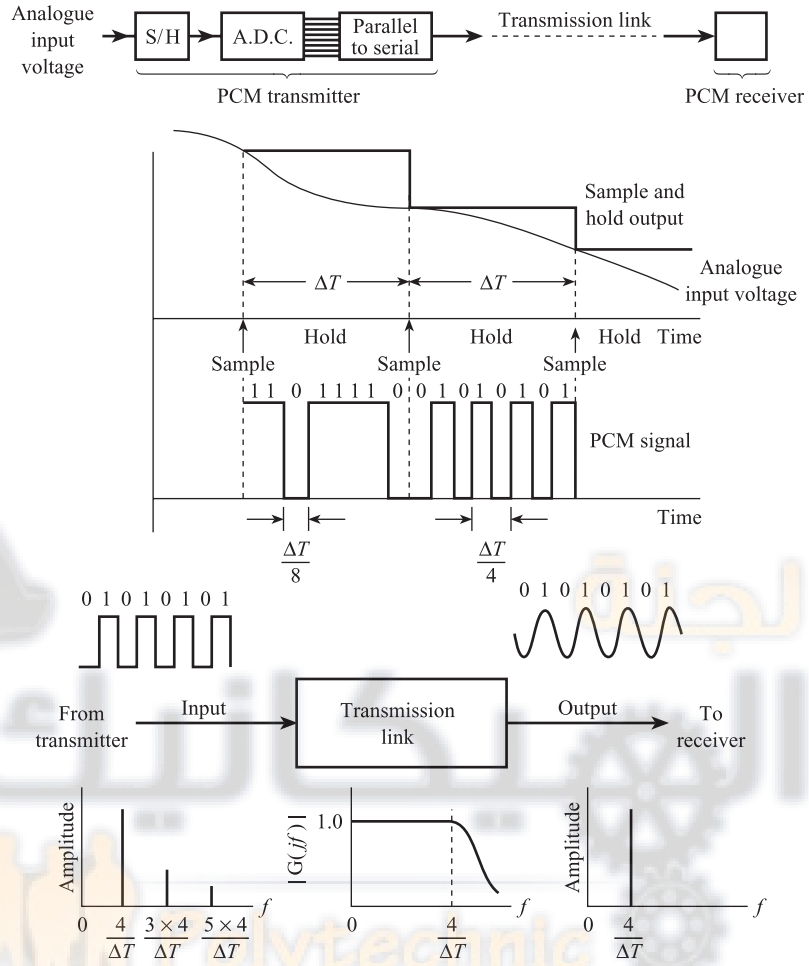 Analogue
input
voltage
S/H
A.D.C.
Parallel
to serial
Transmission link
PCM transmitter
PCM receiver
Sample and
hold output
Analogue
input voltage
ΔT ΔT
Hold Hold Hold Time
Sample Sample Sample
1 1 0 1 1 1 1 0 0 1 0 1 0 1 0 1
PCM signal
Time
ΔT/8
ΔT/4
0 1 0 1 0 1 0 1
0 1 0 1 0 1 0 1
لجنة
الميكانيك
From
transmitter
Input
Transmission
link
Output
To
receiver
Amplitude
0 4/ΔT 3 × 4/ΔT 5 × 4/ΔT f
|G(jf)|
1.0
0 4/ΔT f
Amplitude
0 4/ΔT f
Polytechnic